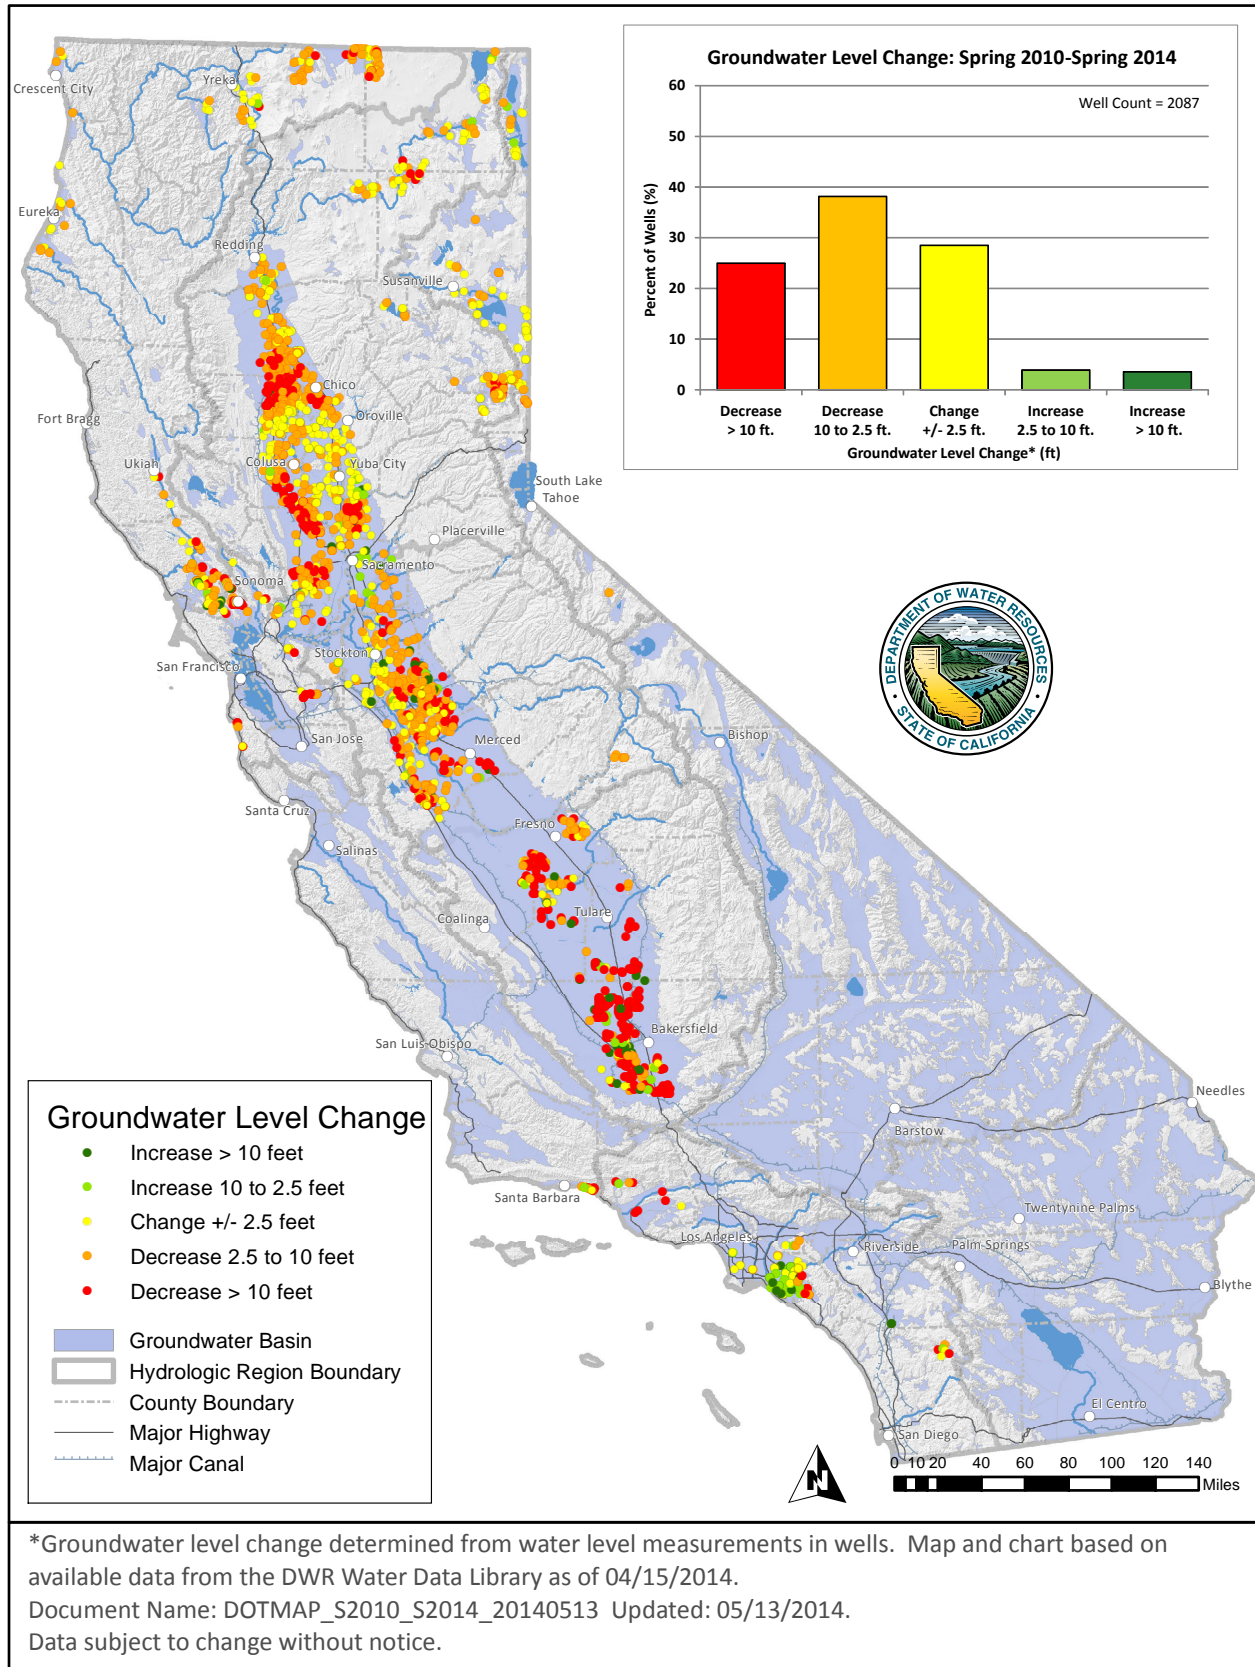 Groundwater Level Change: Spring 2010-Spring 2014
Well Count = 2087
Percent of Wells (%)
60
50
40
30
20
10
0
Decrease > 10 ft.
Decrease 10 to 2.5 ft.
Change +/- 2.5 ft.
Increase 2.5 to 10 ft.
Increase > 10 ft.
Groundwater Level Change* (ft)
Crescent City
Yreka
Eureka
Redding
Susanville
Chico
Fort Bragg
Oroville
Ukiah
Colusa
Yuba City
South Lake
Tahoe
Placerville
Sacramento
Sonoma
Stockton
San Francisco
San Jose
Merced
Bishop
Santa Cruz
Salinas
Fresno
Coalinga
Tulare
Bakersfield
San Luis Obispo
Needles
Barstow
Santa Barbara
Twentynine Palms
Los Angeles
Riverside
Palm Springs
Blythe
El Centro
San Diego
DEPARTMENT OF WATER RESOURCES
STATE OF CALIFORNIA
Groundwater Level Change
Increase > 10 feet
Increase 10 to 2.5 feet
Change +/- 2.5 feet
Decrease 2.5 to 10 feet
Decrease > 10 feet
Groundwater Basin
Hydrologic Region Boundary
County Boundary
Major Highway
Major Canal
N
0 10 20 40 60 80 100 120 140
Miles
*Groundwater level change determined from water level measurements in wells. Map and chart based on
available data from the DWR Water Data Library as of 04/15/2014.
Document Name: DOTMAP_S2010_S2014_20140513 Updated: 05/13/2014.
Data subject to change without notice.